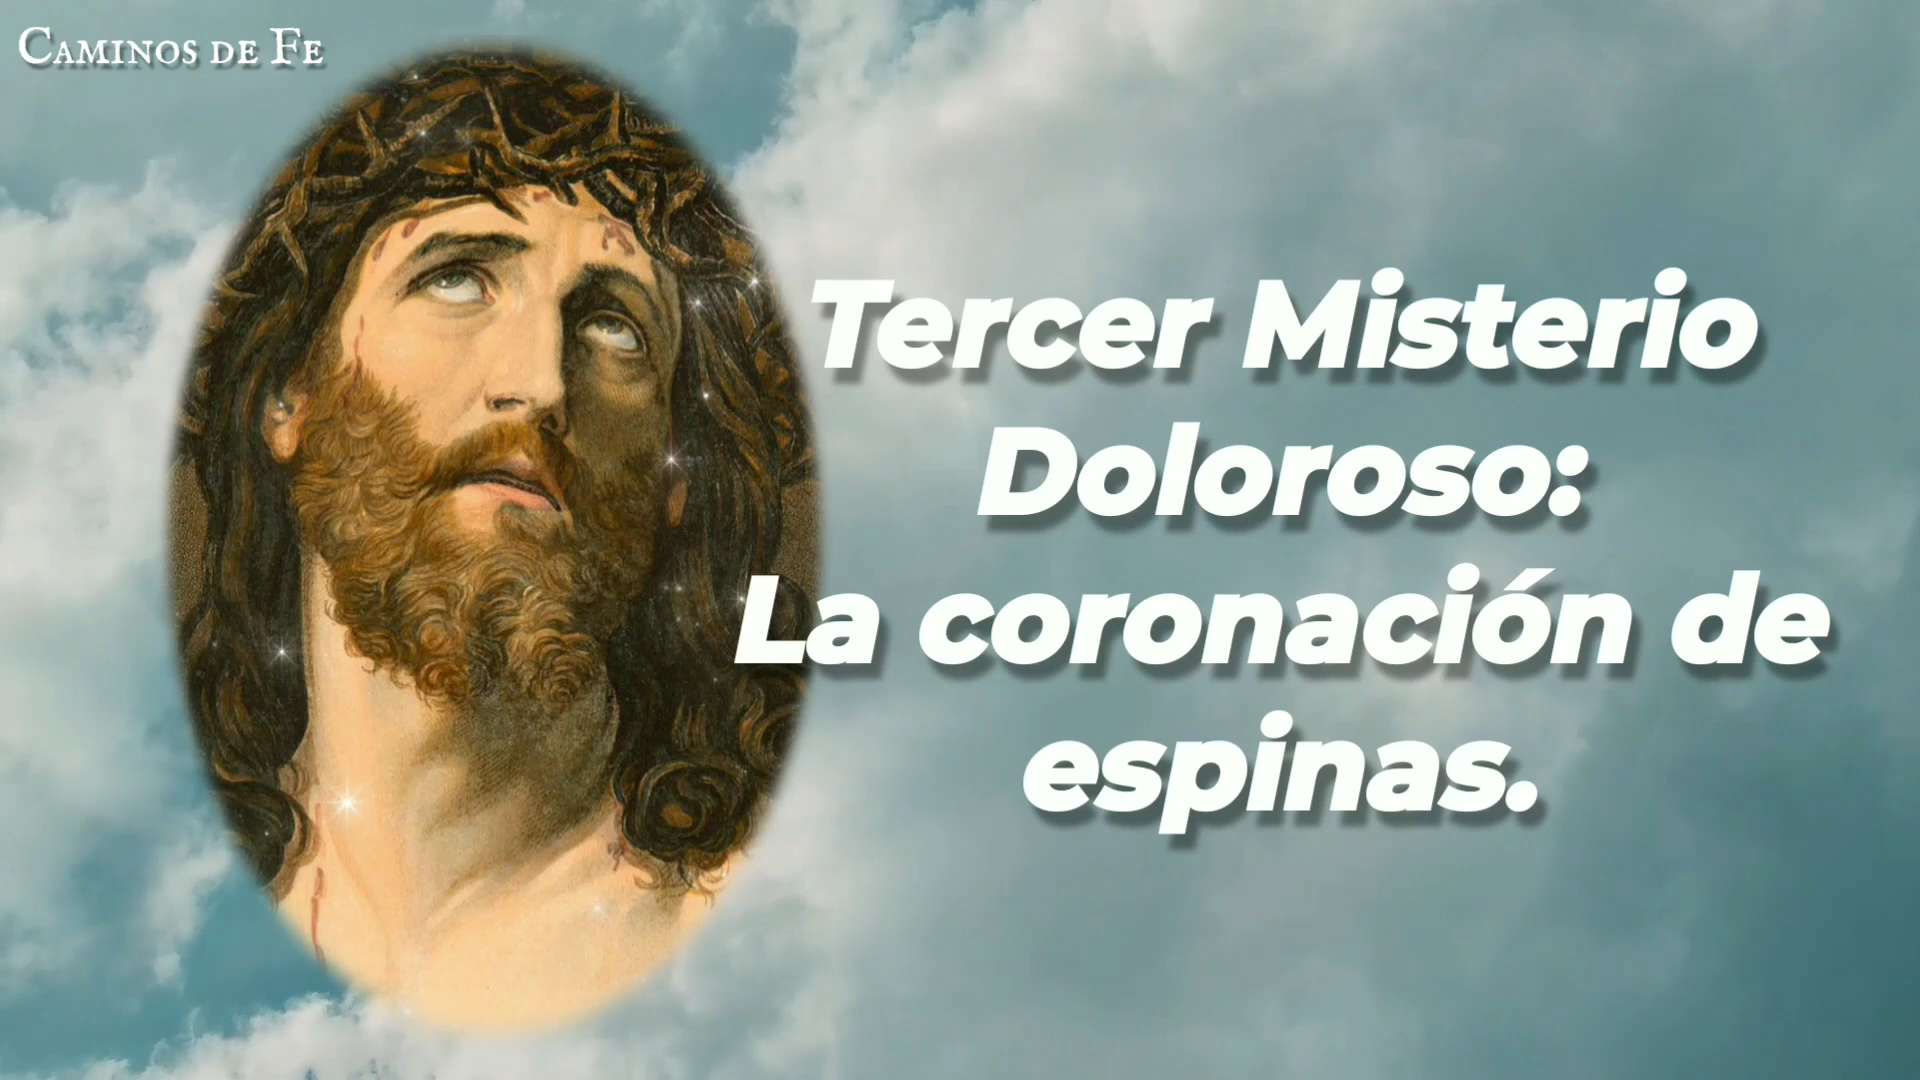 CAMINOS DE FE
Tercer Misterio
Doloroso:
La coronación de
espinas.